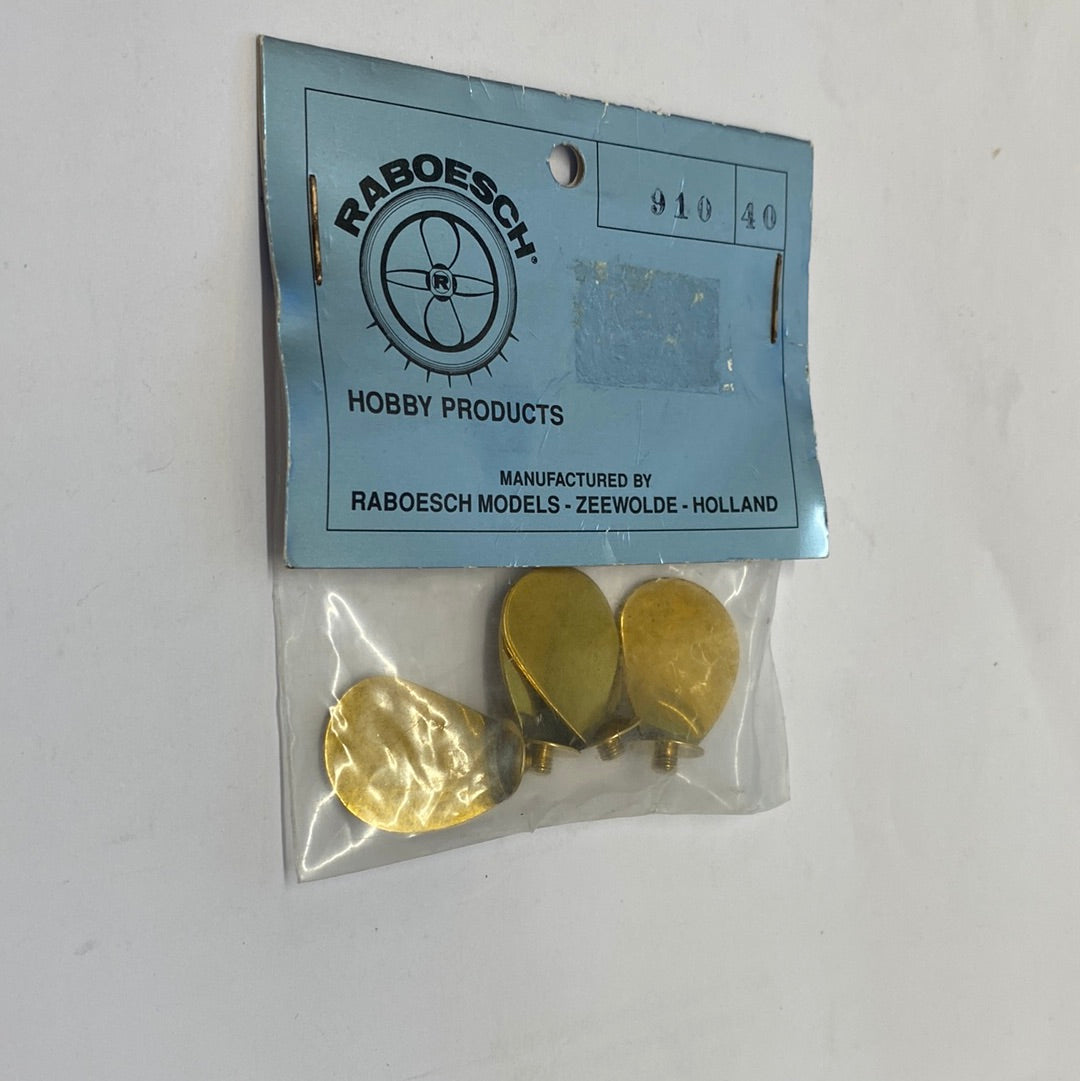 RABOESCH®
R
910 40
HOBBY PRODUCTS
MANUFACTURED BY
RABOESCH MODELS - ZEEWOLDE - HOLLAND